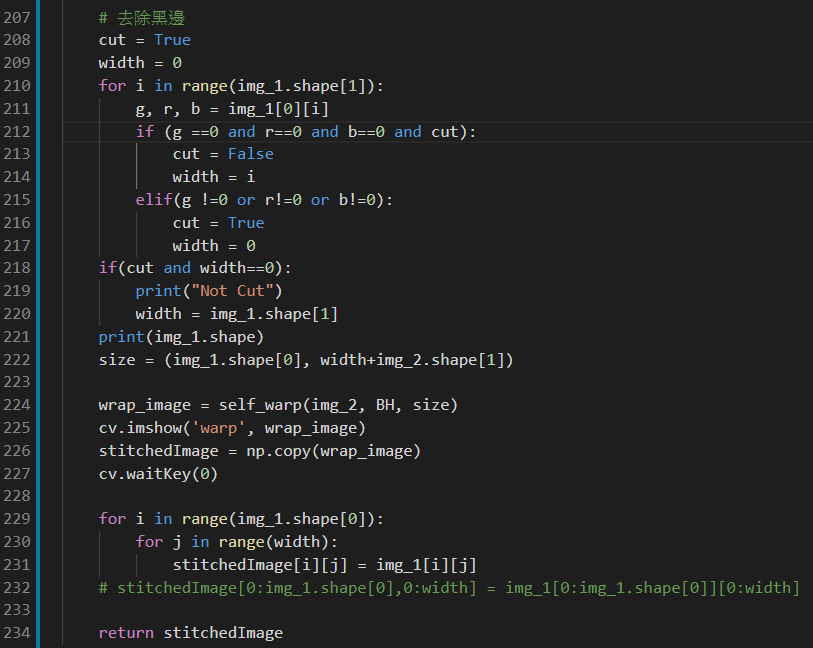 207 # 去除黑邊
208 cut = True
209 width = 0
210 for i in range(img_1.shape[1]):
211 g, r, b = img_1[0][i]
212 if (g ==0 and r==0 and b==0 and cut):
213 cut = False
214 width = i
215 elif(g !=0 or r!=0 or b!=0):
216 cut = True
217 width = 0
218 if(cut and width==0):
219 print("Not Cut")
220 width = img_1.shape[1]
221 print(img_1.shape)
222 size = (img_1.shape[0], width+img_2.shape[1])
223
224 wrap_image = self_warp(img_2, BH, size)
225 cv.imshow('warp', wrap_image)
226 stitchedImage = np.copy(wrap_image)
227 cv.waitKey(0)
228
229 for i in range(img_1.shape[0]):
230 for j in range(width):
231 stitchedImage[i][j] = img_1[i][j]
232 # stitchedImage[0:img_1.shape[0],0:width] = img_1[0:img_1.shape[0]][0:width]
233
234 return stitchedImage